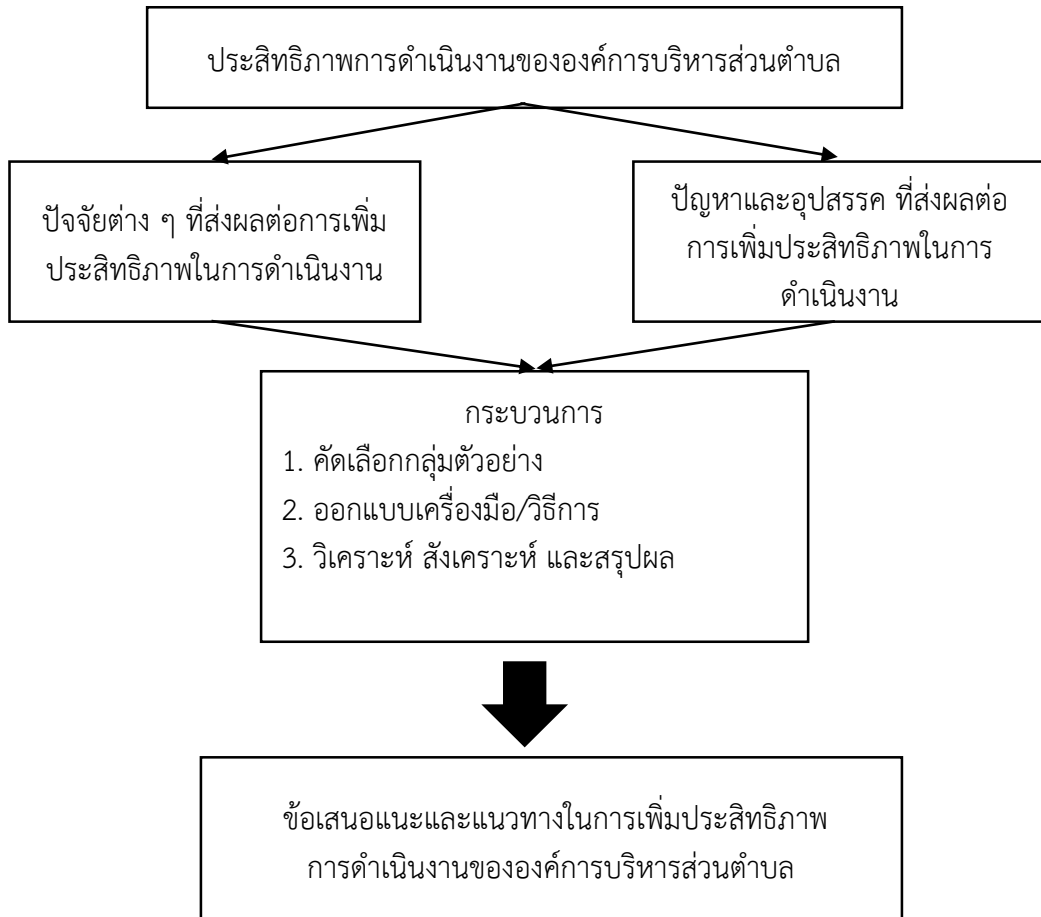 ประสิทธิภาพการดำเนินงานขององค์การบริหารส่วนตำบล
ปัจจัยต่าง ๆ ที่ส่งผลต่อการเพิ่ม
ประสิทธิภาพในการดำเนินงาน
ปัญหาและอุปสรรค ที่ส่งผลต่อ
การเพิ่มประสิทธิภาพในการ
ดำเนินงาน
กระบวนการ
1. คัดเลือกกลุ่มตัวอย่าง
2. ออกแบบเครื่องมือ/วิธีการ
3. วิเคราะห์ สังเคราะห์ และสรุปผล
ข้อเสนอแนะและแนวทางในการเพิ่มประสิทธิภาพ
การดำเนินงานขององค์การบริหารส่วนตำบล